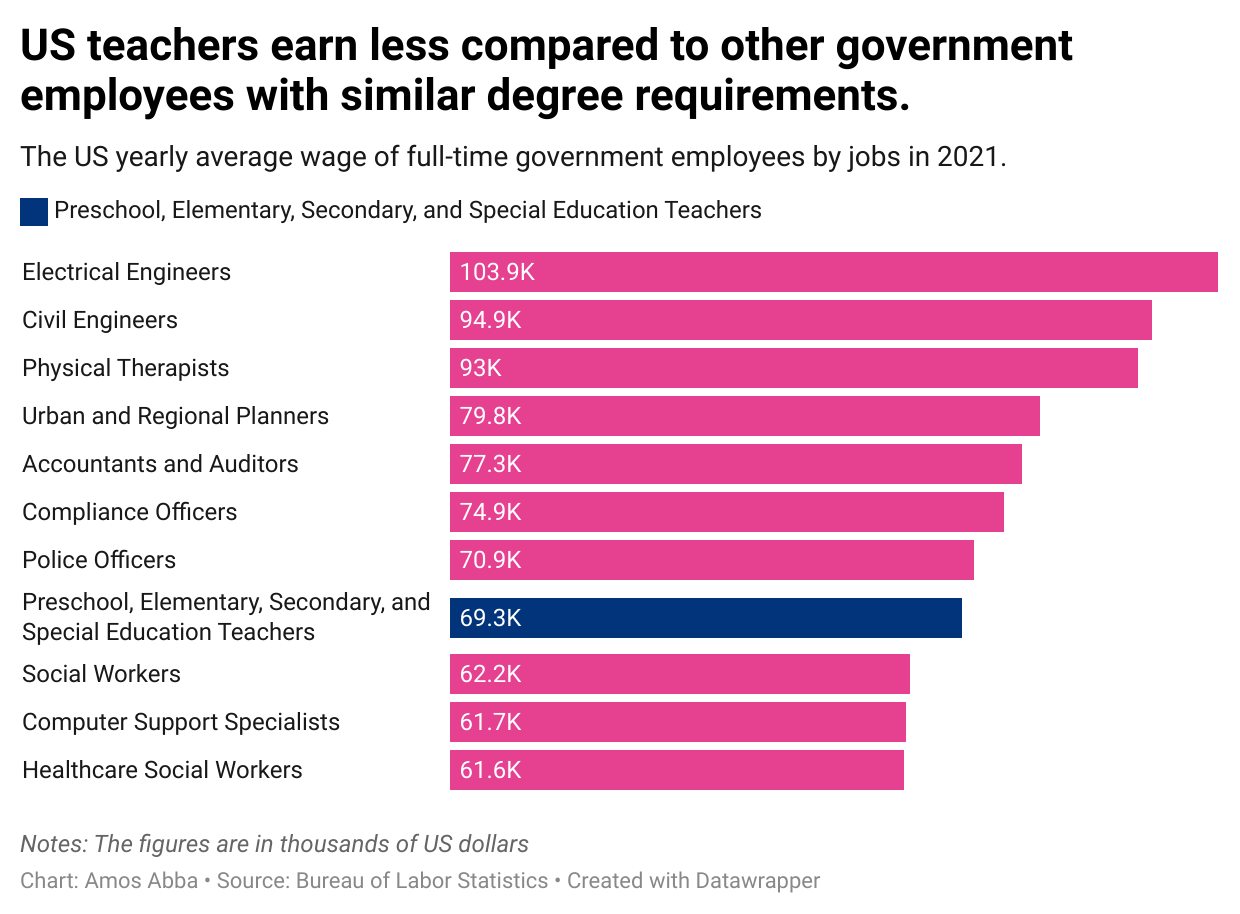 US teachers earn less compared to other government
employees with similar degree requirements.
The US yearly average wage of full-time government employees by jobs in 2021.
Preschool, Elementary, Secondary, and Special Education Teachers
Electrical Engineers 103.9K
Civil Engineers 94.9K
Physical Therapists 93K
Urban and Regional Planners 79.8K
Accountants and Auditors 77.3K
Compliance Officers 74.9K
Police Officers 70.9K
Preschool, Elementary, Secondary, and
Special Education Teachers 69.3K
Social Workers 62.2K
Computer Support Specialists 61.7K
Healthcare Social Workers 61.6K
Notes: The figures are in thousands of US dollars
Chart: Amos Abba • Source: Bureau of Labor Statistics • Created with Datawrapper